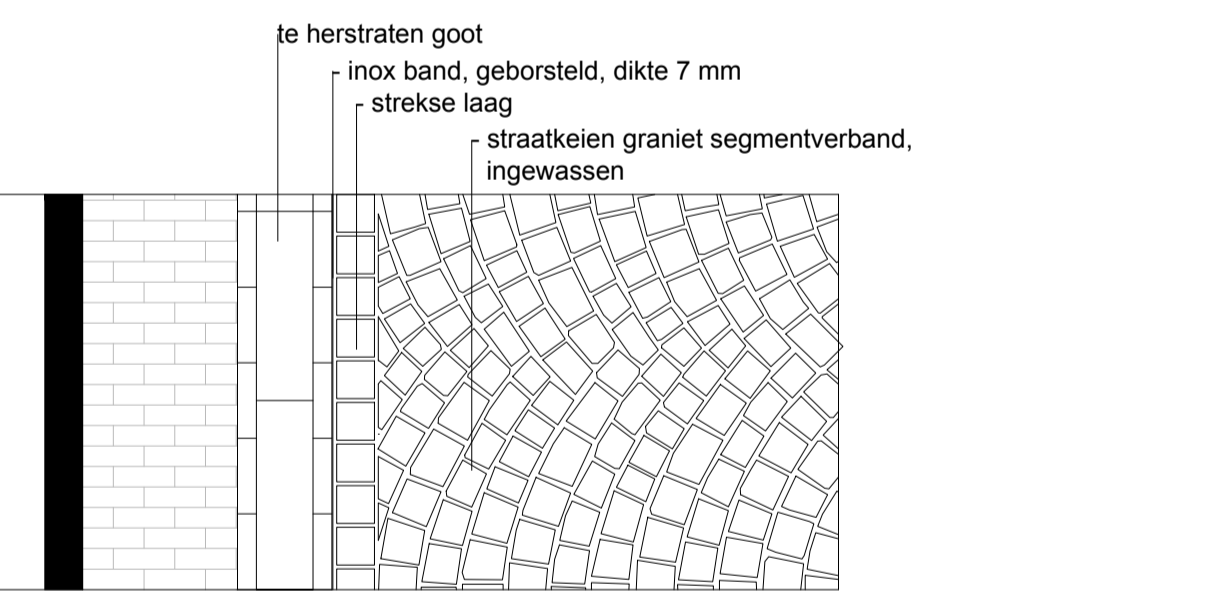 te herstraten goot
inox band, geborsteld, dikte 7 mm
strekse laag
straatkeien graniet segmentverband,
ingewassen